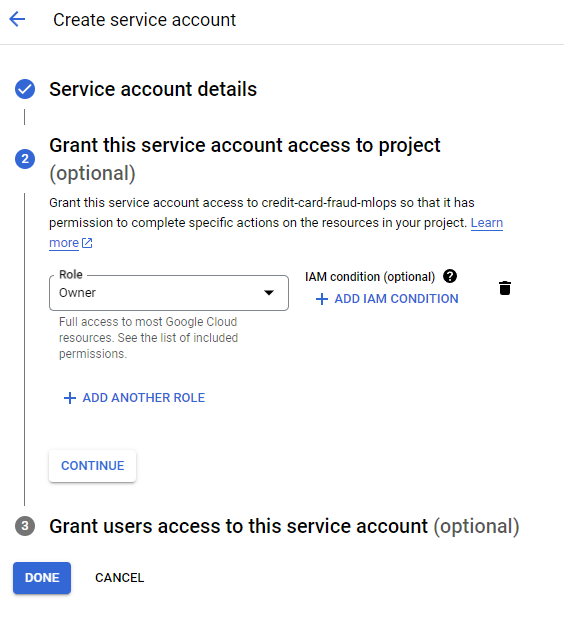 Create service account
Service account details
2
Grant this service account access to project
(optional)
Grant this service account access to credit-card-fraud-mlops so that it has
permission to complete specific actions on the resources in your project. Learn
more
Role
IAM condition (optional) ?
Owner
+ ADD IAM CONDITION
Full access to most Google Cloud
resources. See the list of included
permissions.
+ ADD ANOTHER ROLE
CONTINUE
3
Grant users access to this service account (optional)
DONE CANCEL